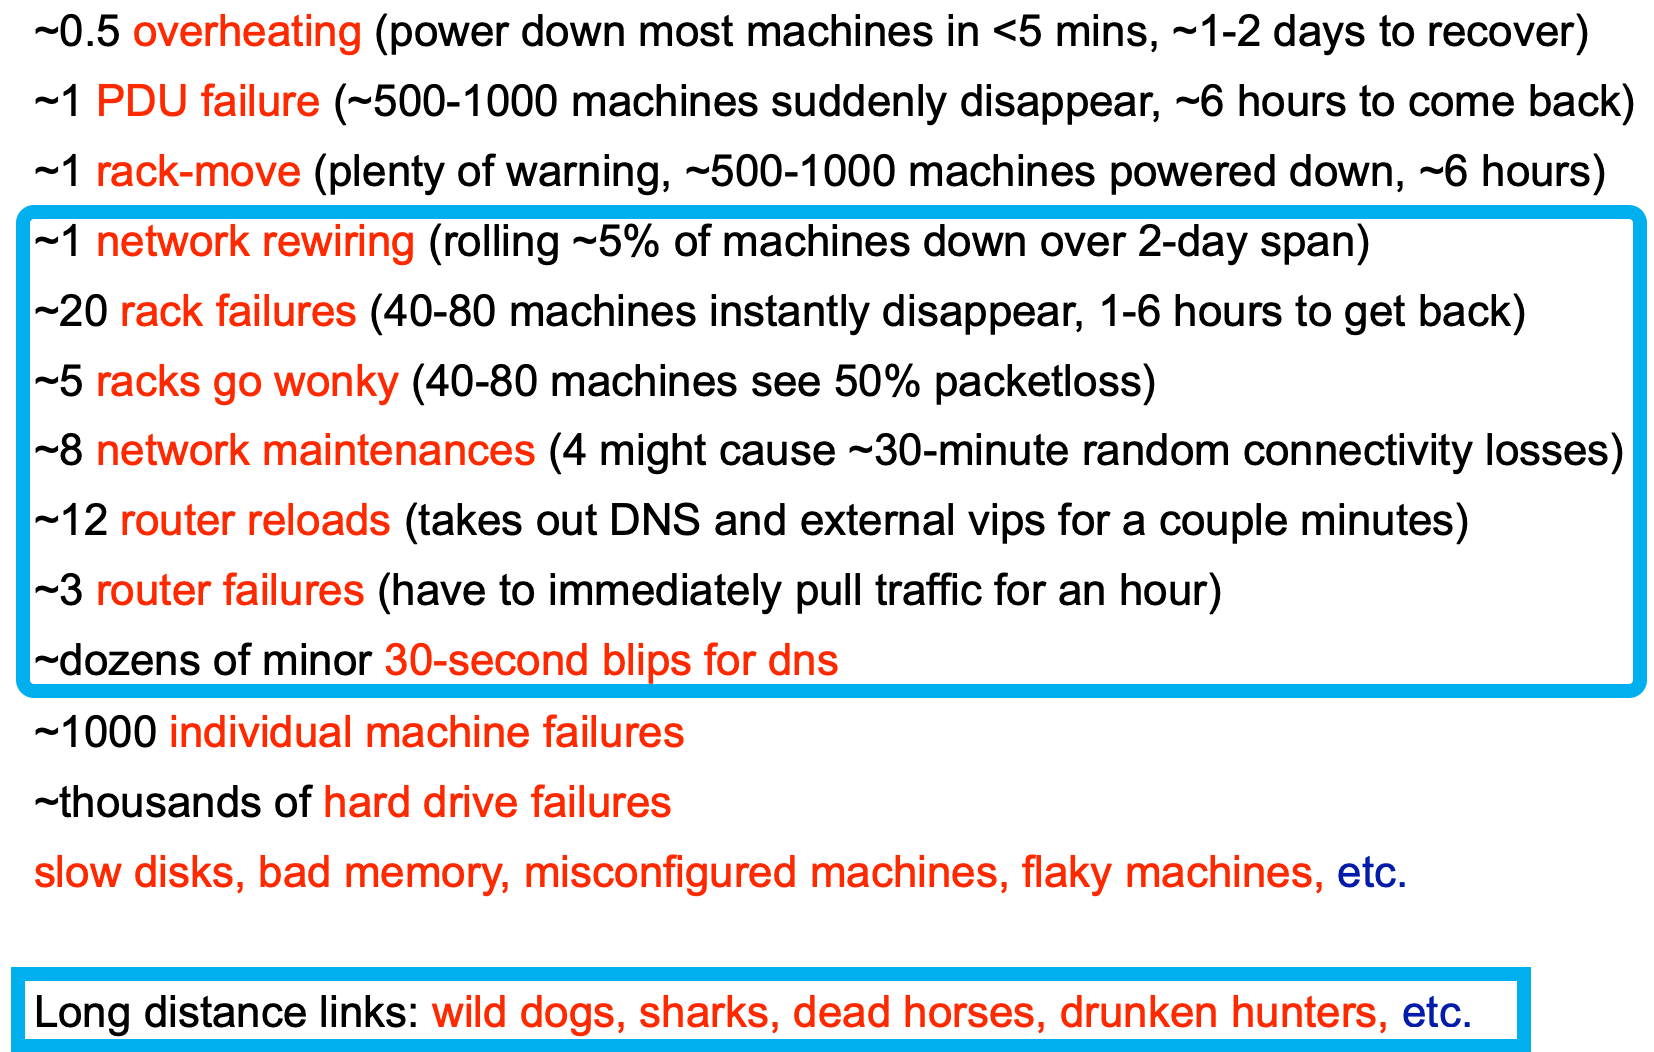 ~0.5 overheating (power down most machines in <5 mins, ~1-2 days to recover)
~1 PDU failure (~500-1000 machines suddenly disappear, ~6 hours to come back)
~1 rack-move (plenty of warning, ~500-1000 machines powered down, ~6 hours)
~1 network rewiring (rolling ~5% of machines down over 2-day span)
~20 rack failures (40-80 machines instantly disappear, 1-6 hours to get back)
~5 racks go wonky (40-80 machines see 50% packetloss)
~8 network maintenances (4 might cause ~30-minute random connectivity losses)
~12 router reloads (takes out DNS and external vips for a couple minutes)
~3 router failures (have to immediately pull traffic for an hour)
~dozens of minor 30-second blips for dns
~1000 individual machine failures
~thousands of hard drive failures
slow disks, bad memory, misconfigured machines, flaky machines, etc.
Long distance links: wild dogs, sharks, dead horses, drunken hunters, etc.